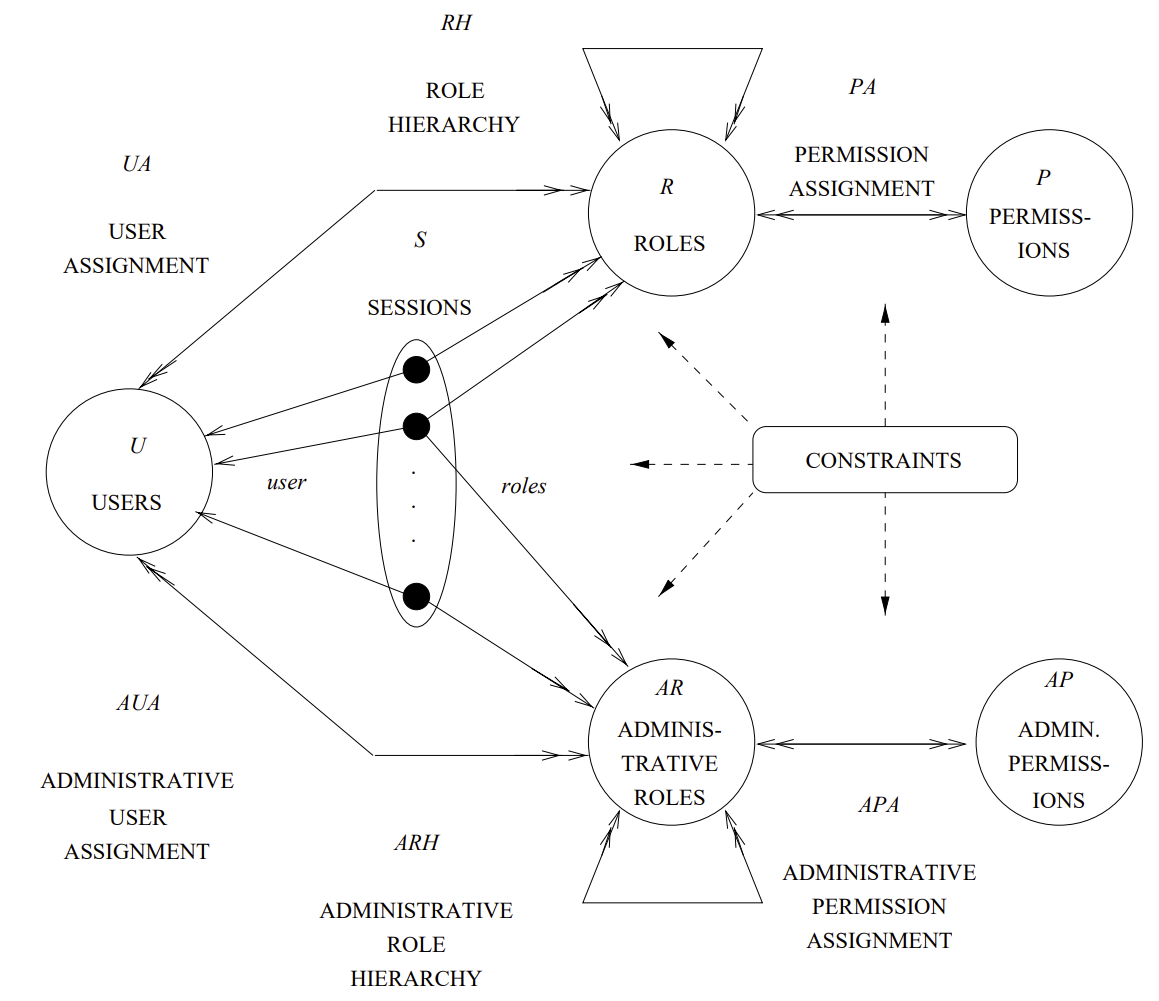 RH
ROLE
HIERARCHY
PA
PERMISSION
ASSIGNMENT
UA
USER
ASSIGNMENT
S
SESSIONS
R
ROLES
P
PERMISS-
IONS
U
USERS
user
roles
.
.
.
CONSTRAINTS
AUA
ADMINISTRATIVE
USER
ASSIGNMENT
AR
ADMINIS-
TRATIVE
ROLES
AP
ADMIN.
PERMISS-
IONS
ARH
ADMINISTRATIVE
ROLE
HIERARCHY
APA
ADMINISTRATIVE
PERMISSION
ASSIGNMENT